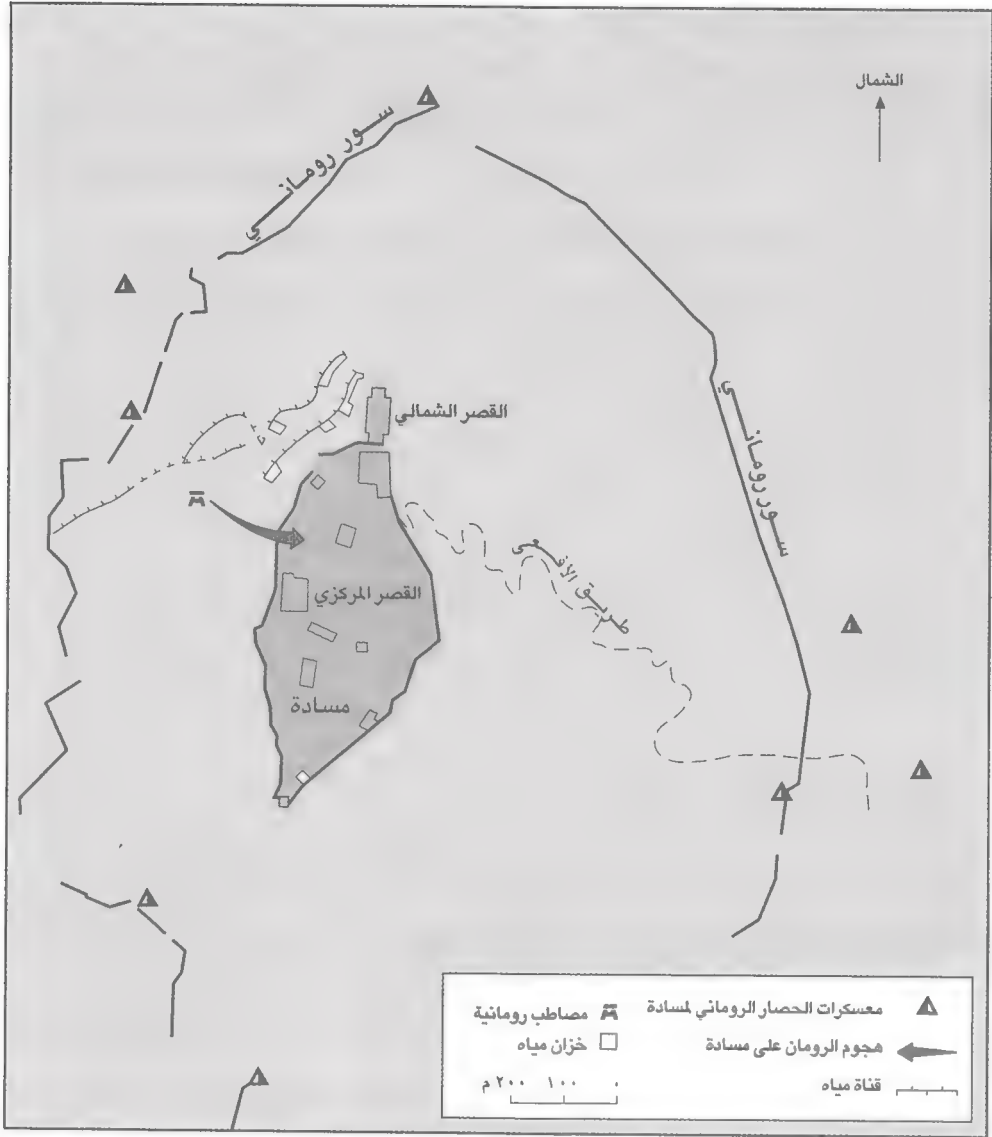 الشمال
سور روماني
القصر الشمالي
سور روماني
طريق الأفعى
القصر المركزي
مسادة
معسكرات الحصار الروماني لمسادة
مصاطب رومانية
هجوم الرومان على مسادة
خزان مياه
قناة مياه
٠ ١٠٠ ٢٠٠ م